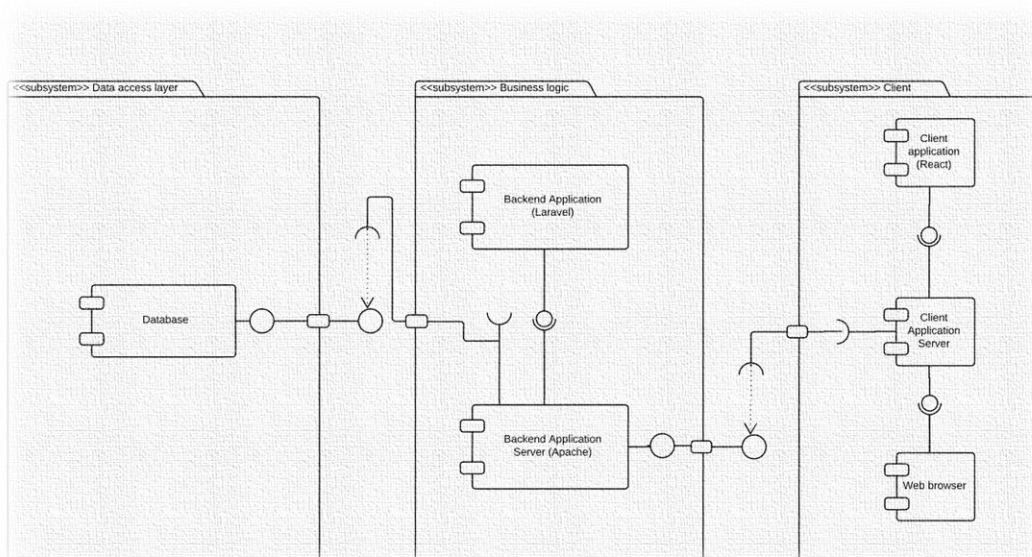 <<subsystem>> Data access layer
<<subsystem>> Business logic
<<subsystem>> Client
Client
application
(React)
Backend Application
(Laravel)
Database
Client
Application
Server
Backend Application
Server (Apache)
Web browser